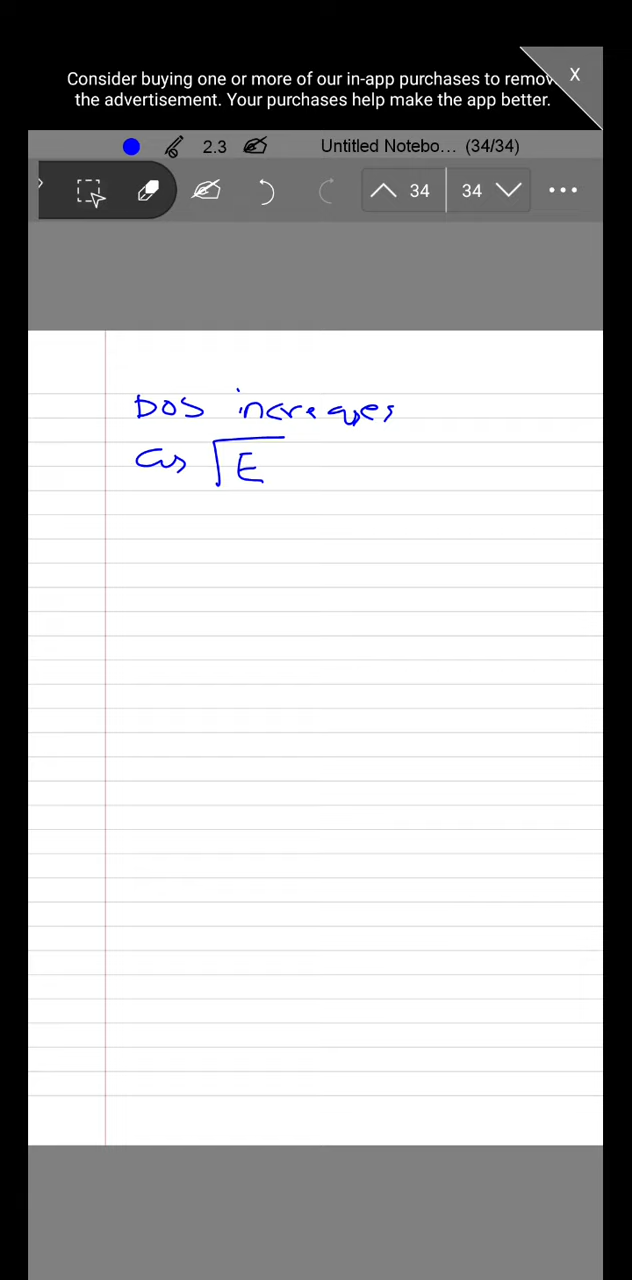 Consider buying one or more of our in-app purchases to remov
the advertisement. Your purchases help make the app better.
X
2.3 Untitled Notebo... (34/34)
34 34
DOS increases
as √E